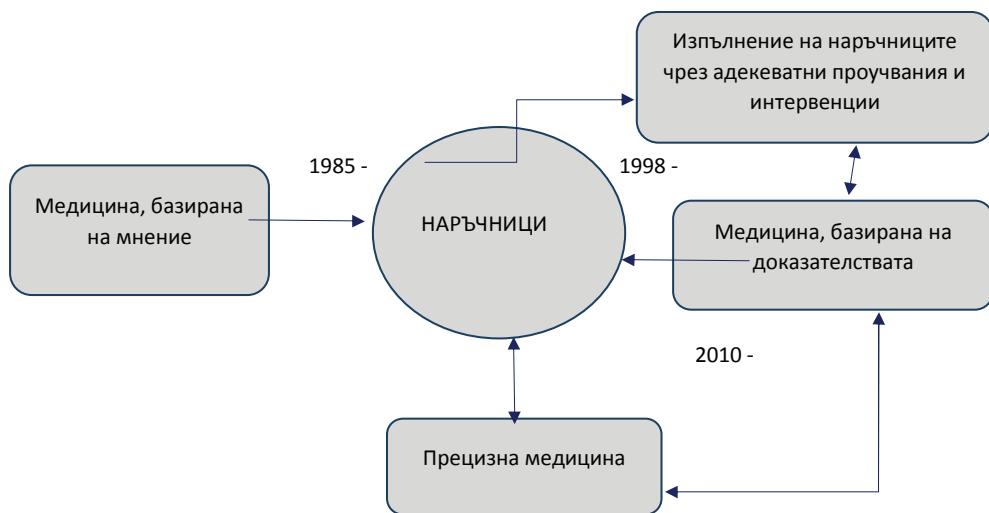 Изпълнение на наръчниците
чрез адекеватни проучвания и
интервенции
1985 -
1998 -
Медицина, базирана
на мнение
НАРЪЧНИЦИ
Медицина, базирана на
доказателствата
2010 -
Прецизна медицина